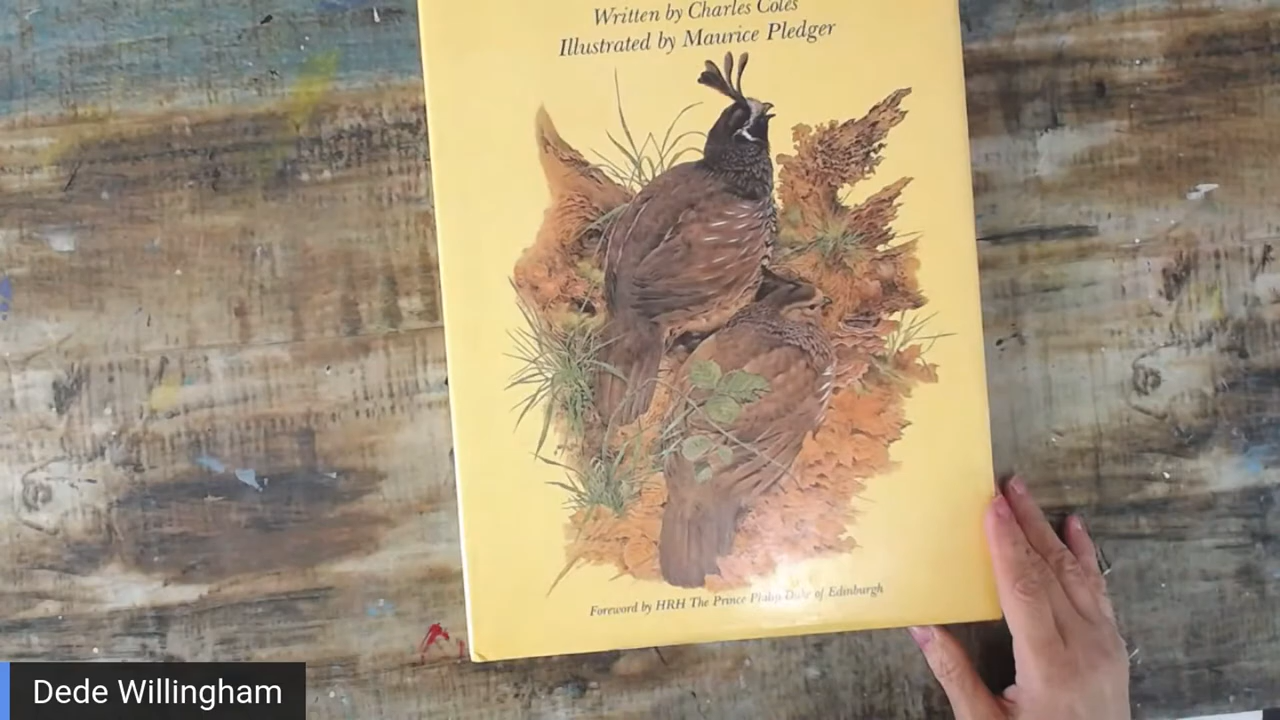 Written by Charles Coles
Illustrated by Maurice Pledger
Foreword by HRH The Prince Philip Duke of Edinburgh
Dede Willingham